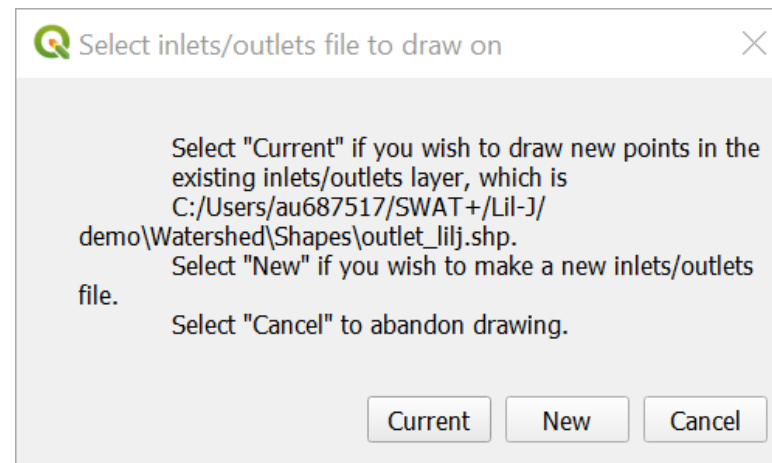 Select inlets/outlets file to draw on
Select "Current" if you wish to draw new points in the
existing inlets/outlets layer, which is
C:/Users/au687517/SWAT+/Lil-J/
demo\Watershed\Shapes\outlet_lilj.shp.
Select "New" if you wish to make a new inlets/outlets
file.
Select "Cancel" to abandon drawing.
Current New Cancel